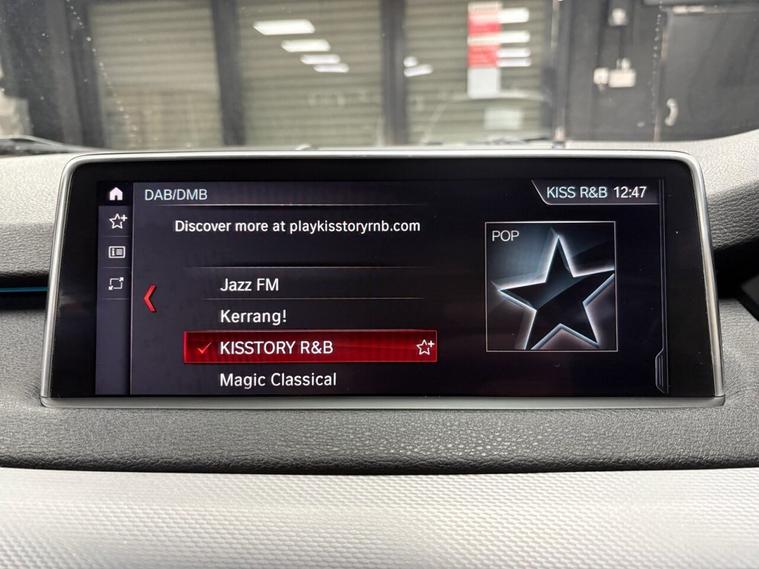 DAB/DMB
KISS R&B 12:47
Discover more at playkisstoryrnb.com
POP
Jazz FM
Kerrang!
KISSTORY R&B
Magic Classical